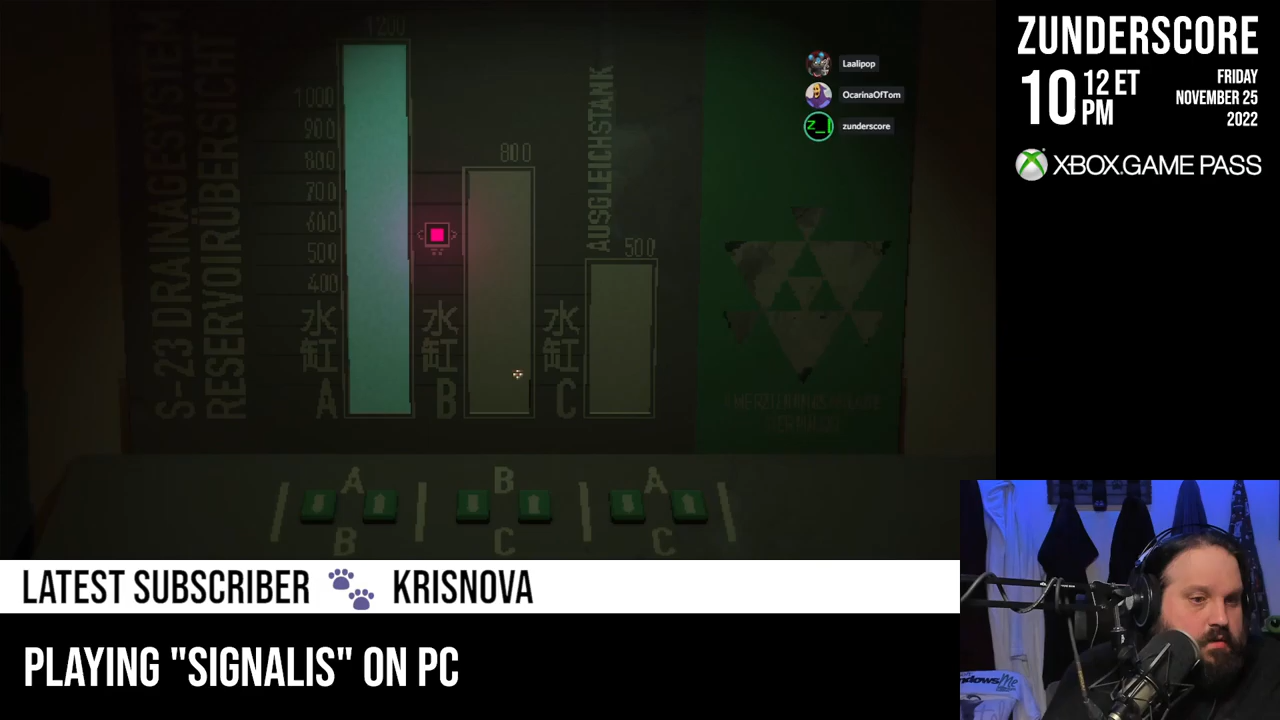 S-23 DRAINAGESYSTEM
RESERVOIRÜBERSICHT
1200
1000
900
800
700
600
500
400
水缸
A
800
水缸
B
AUSGLEICHSTANK
500
水缸
C
A
B
B
C
A
C
Laalipop
OcarinaOfTom
zunderscore
z_
ZUNDERSCORE
10 12 ET PM
FRIDAY
NOVEMBER 25
2022
XBOX GAME PASS
LATEST SUBSCRIBER KRISNOVA
PLAYING "SIGNALIS" ON PC